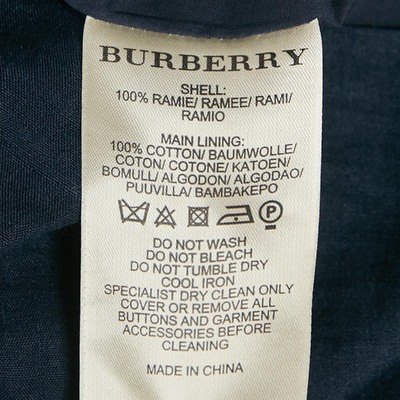 BURBERRY
SHELL:
100% RAMIE/ RAMEE/ RAMI/
RAMIO
MAIN LINING:
100% COTTON/ BAUMWOLLE/
COTON/ COTONE/ KATOEN/
BOMULL/ ALGODON/ ALGODAO/
PUUVILLA/ BAMBAKEPO
P
DO NOT WASH
DO NOT BLEACH
DO NOT TUMBLE DRY
COOL IRON
SPECIALIST DRY CLEAN ONLY
COVER OR REMOVE ALL
BUTTONS AND GARMENT
ACCESSORIES BEFORE
CLEANING
MADE IN CHINA